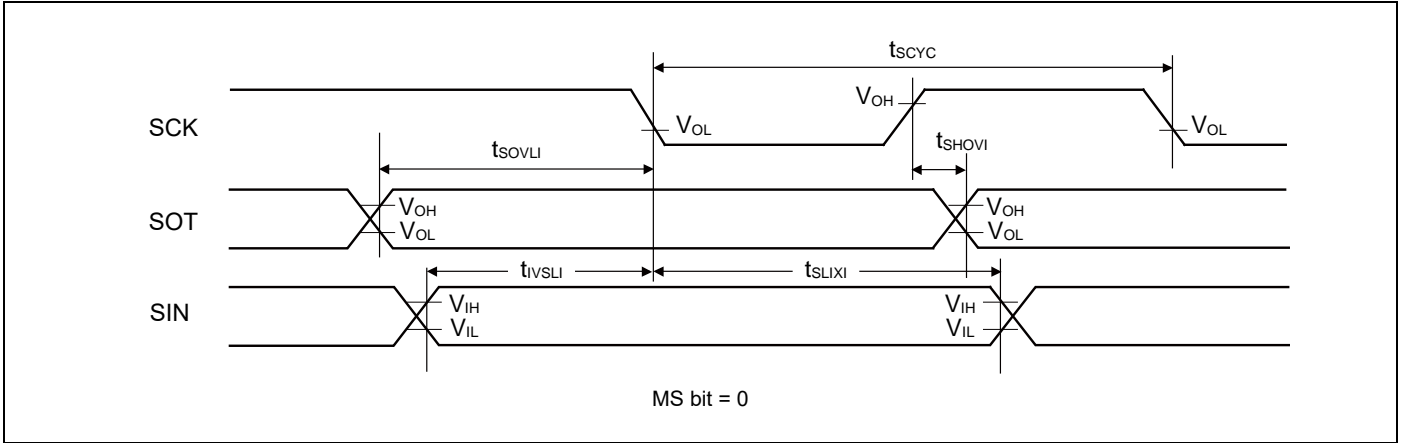 tSCYC
SCK
VOH
VOL
VOL
tSHOVI
tSOVLI
SOT
VOH
VOL
VOH
VOL
tIVSLI
tSLIXI
SIN
VIH
VIL
VIH
VIL
MS bit = 0